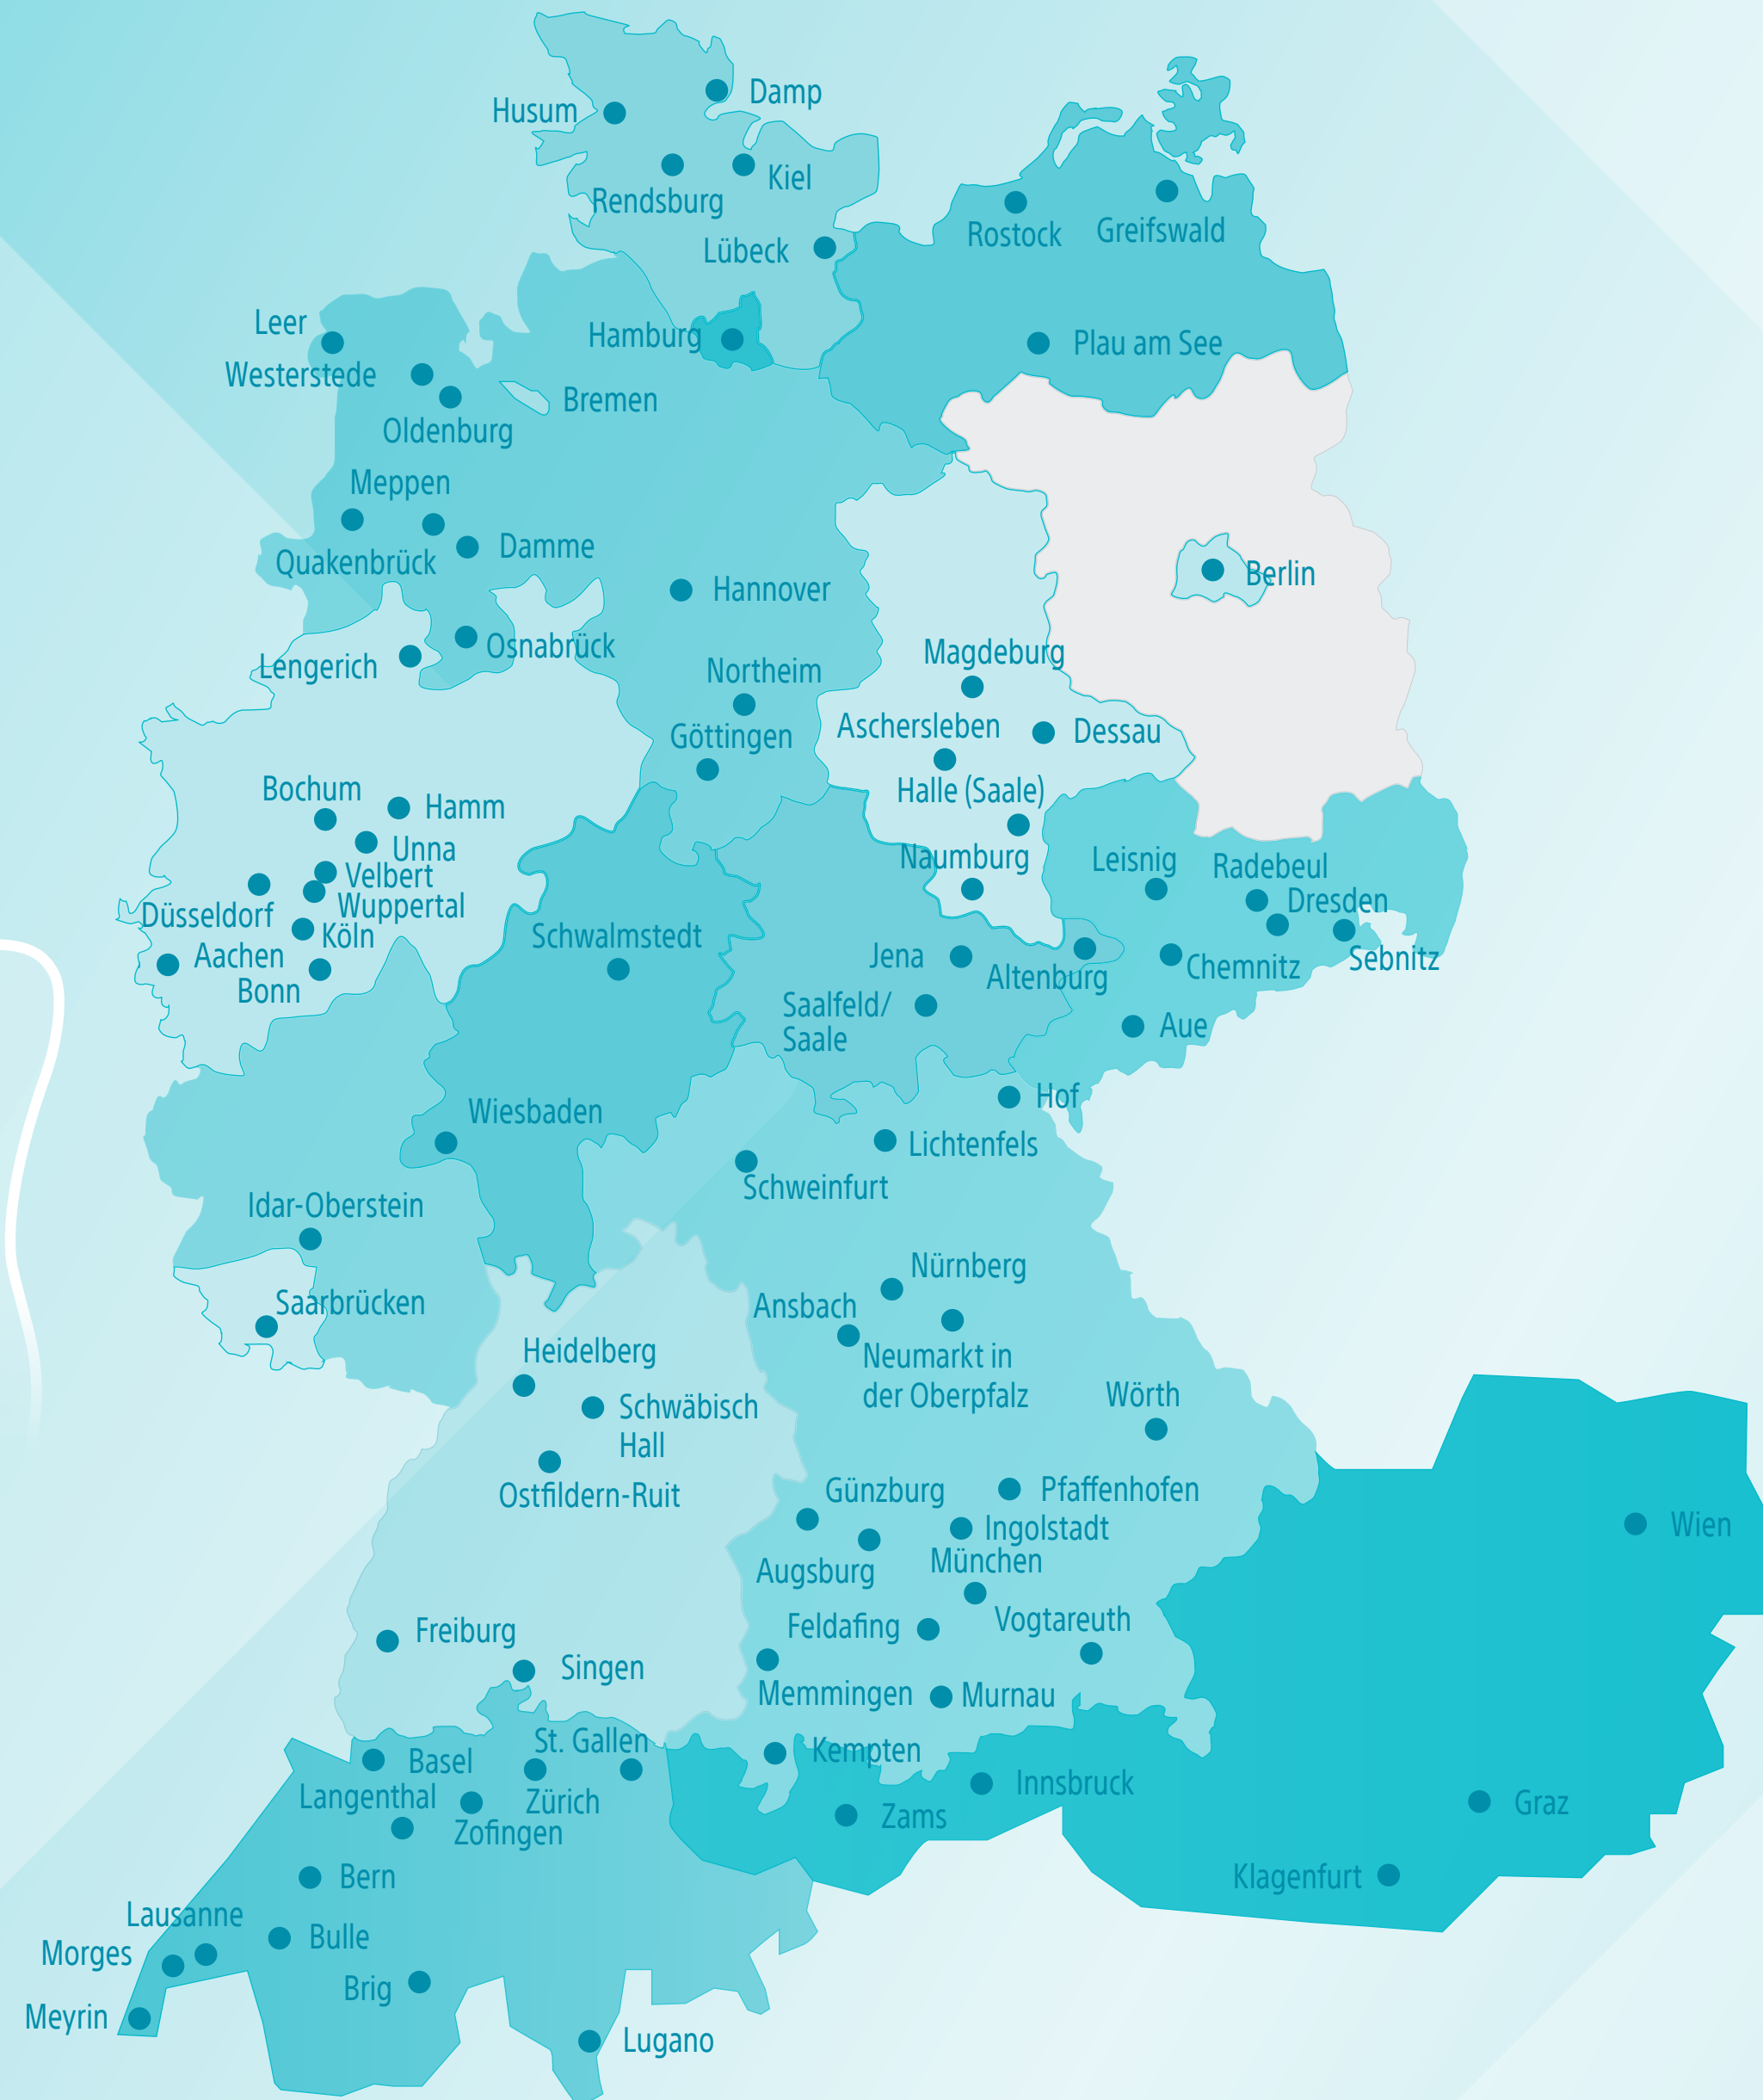 Damp
Husum
Kiel
Rendsburg
Lübeck
Rostock
Greifswald
Leer
Hamburg
Plau am See
Westerstede
Bremen
Oldenburg
Meppen
Damme
Quakenbrück
Berlin
Hannover
Osnabrück
Magdeburg
Lengerich
Northeim
Aschersleben
Dessau
Göttingen
Bochum
Halle (Saale)
Hamm
Unna
Naumburg
Leisnig
Radebeul
Velbert
Dresden
Wuppertal
Düsseldorf
Köln
Schwalmstedt
Aachen
Jena
Sebnitz
Chemnitz
Altenburg
Bonn
Saalfeld/
Saale
Aue
Hof
Wiesbaden
Lichtenfels
Schweinfurt
Idar-Oberstein
Nürnberg
Saarbrücken
Ansbach
Heidelberg
Neumarkt in
der Oberpfalz
Wörth
Schwäbisch
Hall
Ostfildern-Ruit
Günzburg
Pfaffenhofen
Ingolstadt
Wien
München
Augsburg
Vogtareuth
Feldafing
Freiburg
Singen
Memmingen
Murnau
St. Gallen
Kempten
Basel
Innsbruck
Langenthal
Zürich
Graz
Zams
Zofingen
Bern
Klagenfurt
Lausanne
Bulle
Morges
Brig
Meyrin
Lugano